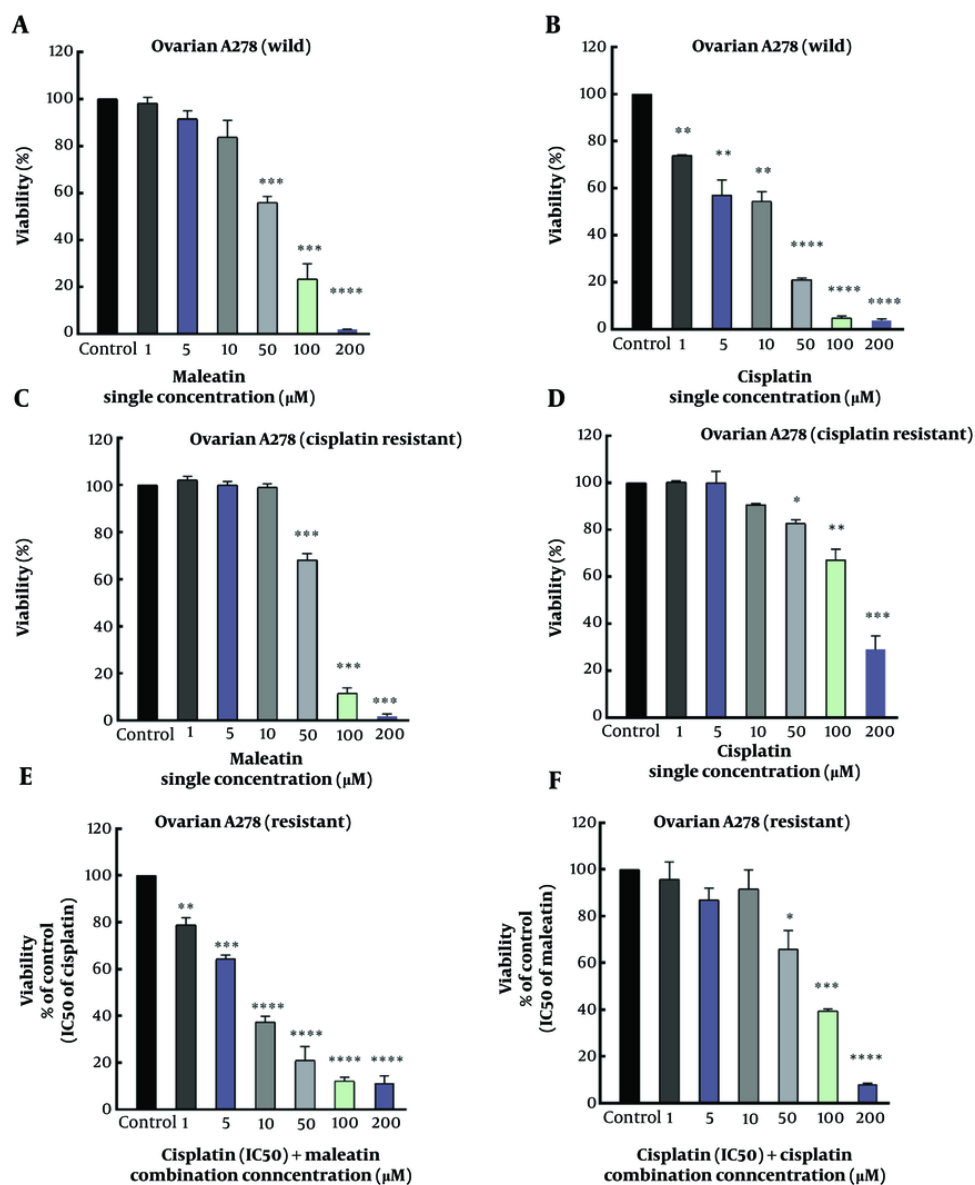 A
Ovarian A278 (wild)
Viability (%)
120
100
80
60
40
20
0
***
***
****
Control 1 5 10 50 100 200
Maleatin
single concentration (µM)
B
Ovarian A278 (wild)
Viability (%)
120
100
80
60
40
20
0
**
**
**
****
****
****
Control 1 5 10 50 100 200
Cisplatin
single concentration (µM)
C
Ovarian A278 (cisplatin resistant)
Viability (%)
120
100
80
60
40
20
0
***
***
***
Control 1 5 10 50 100 200
Maleatin
single concentration (µM)
D
Ovarian A278 (cisplatin resistant)
Viability (%)
120
100
80
60
40
30
0
*
**
***
Control 1 5 10 50 100 200
Cisplatin
single concentration (µM)
E
Ovarian A278 (resistant)
Viability
% of control
(IC50 of cisplatin)
120
100
80
60
40
20
0
**
***
****
****
****
****
Control 1 5 10 50 100 200
Cisplatin (IC50) + maleatin
combination conncentration (µM)
F
Ovarian A278 (resistant)
Viability
% of control
(IC50 of maleatin)
120
100
80
60
40
20
0
*
***
****
Control 1 5 10 50 100 200
Cisplatin (IC50) + cisplatin
combination conncentration (µM)